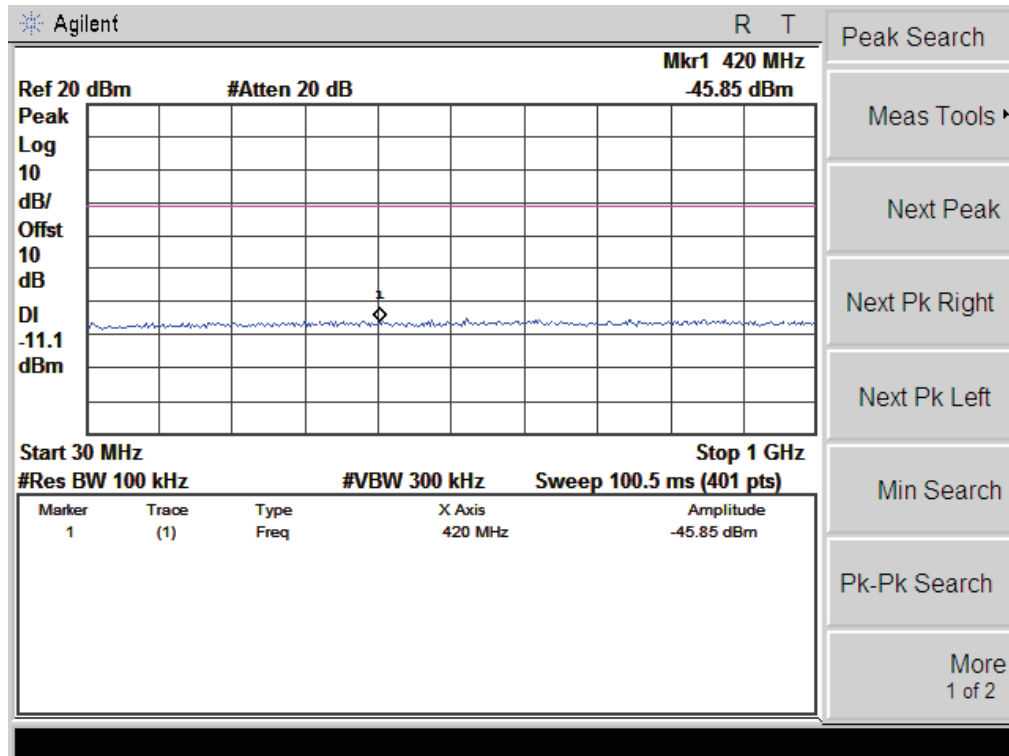 Agilent R T
Mkr1 420 MHz
Ref 20 dBm #Atten 20 dB -45.85 dBm
Peak
Log
10
dB/
Offst
10
dB
DI
-11.1
dBm
1
Start 30 MHz Stop 1 GHz
#Res BW 100 kHz #VBW 300 kHz Sweep 100.5 ms (401 pts)
Marker Trace Type X Axis Amplitude
1 (1) Freq 420 MHz -45.85 dBm
Peak Search
Meas Tools
Next Peak
Next Pk Right
Next Pk Left
Min Search
Pk-Pk Search
More
1 of 2